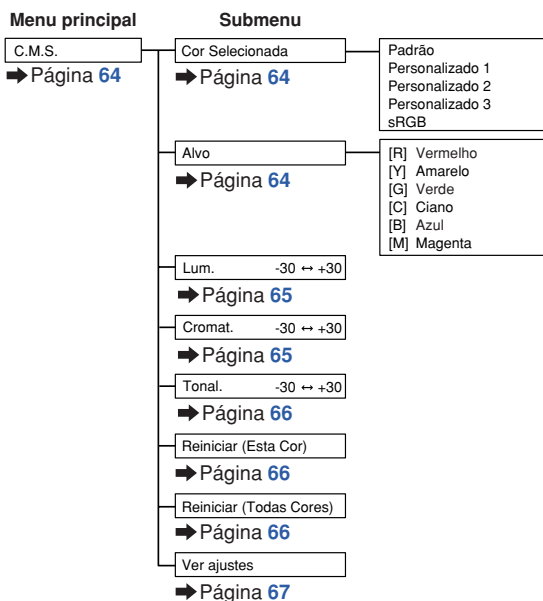 Menu principal
Submenu
C.M.S.
Página 64
Cor Selecionada
Página 64
Padrão
Personalizado 1
Personalizado 2
Personalizado 3
sRGB
Alvo
Página 64
[R] Vermelho
[Y] Amarelo
[G] Verde
[C] Ciano
[B] Azul
[M] Magenta
Lum. -30 ↔ +30
Página 65
Cromat. -30 ↔ +30
Página 65
Tonal. -30 ↔ +30
Página 66
Reiniciar (Esta Cor)
Página 66
Reiniciar (Todas Cores)
Página 66
Ver ajustes
Página 67